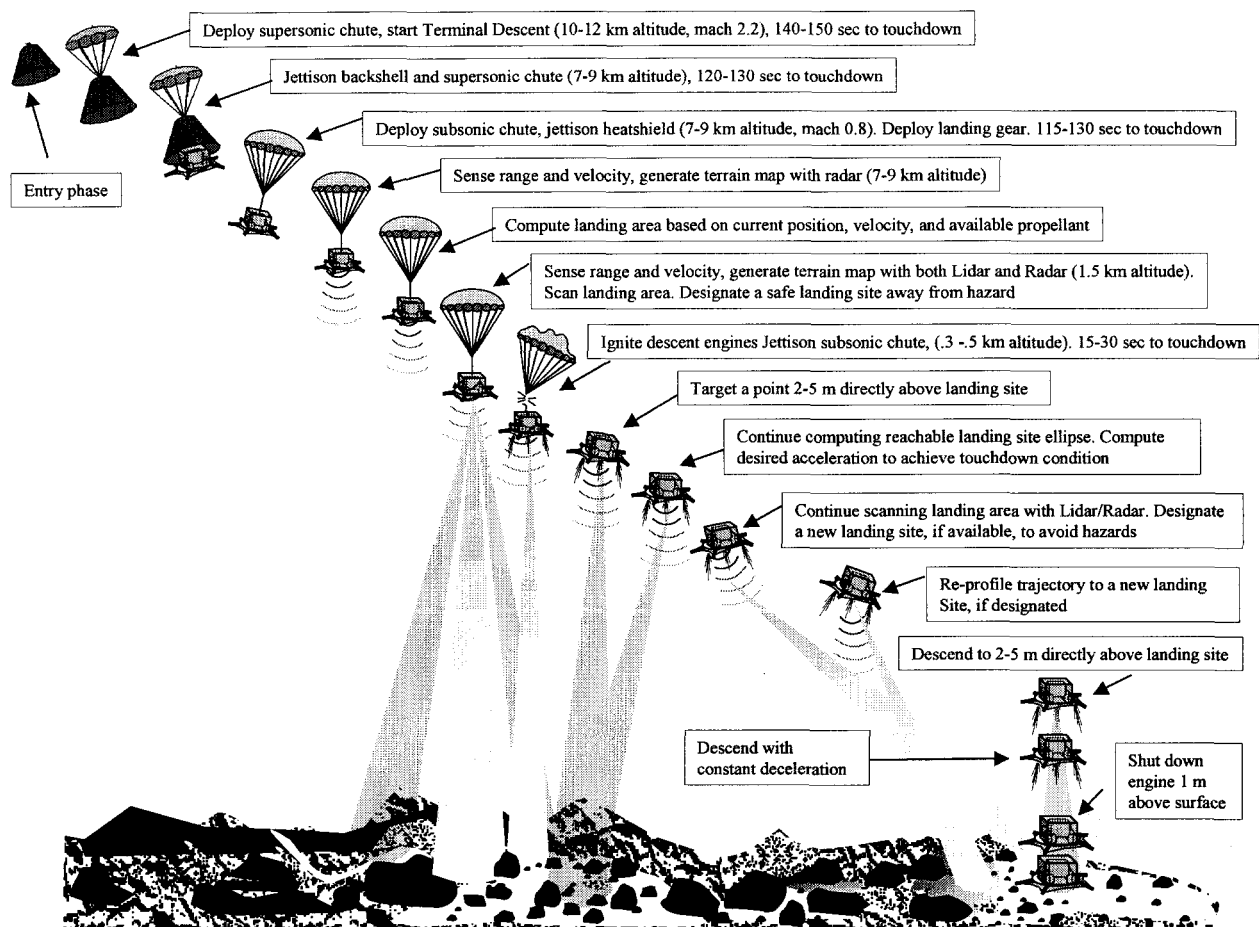 Deploy supersonic chute, start Terminal Descent (10-12 km altitude, mach 2.2), 140-150 sec to touchdown
Jettison backshell and supersonic chute (7-9 km altitude), 120-130 sec to touchdown
Deploy subsonic chute, jettison heatshield (7-9 km altitude, mach 0.8). Deploy landing gear. 115-130 sec to touchdown
Entry phase
Sense range and velocity, generate terrain map with radar (7-9 km altitude)
Compute landing area based on current position, velocity, and available propellant
Sense range and velocity, generate terrain map with both Lidar and Radar (1.5 km altitude).
Scan landing area. Designate a safe landing site away from hazard
Ignite descent engines Jettison subsonic chute, (.3 -.5 km altitude). 15-30 sec to touchdown
Target a point 2-5 m directly above landing site
Continue computing reachable landing site ellipse. Compute
desired acceleration to achieve touchdown condition
Continue scanning landing area with Lidar/Radar. Designate
a new landing site, if available, to avoid hazards
Re-profile trajectory to a new landing
Site, if designated
Descend to 2-5 m directly above landing site
Descend with
constant deceleration
Shut down
engine 1 m
above surface